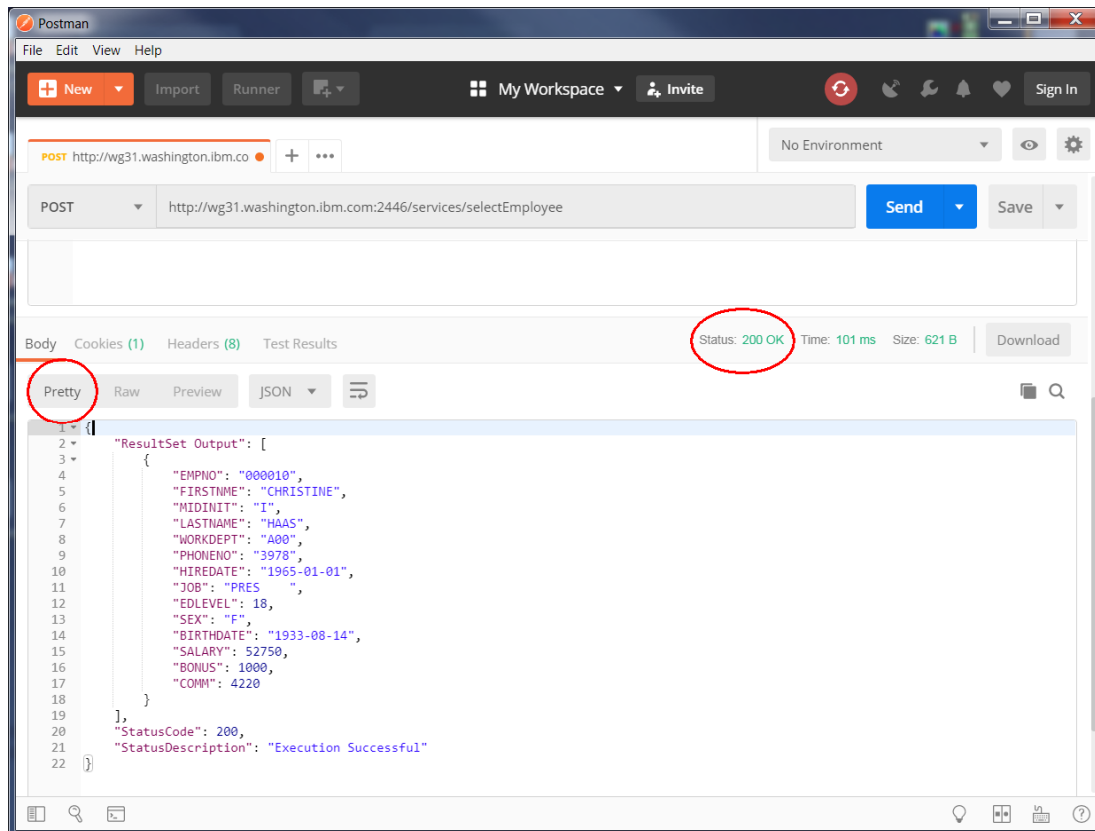 Postman
File Edit View Help
New Import Runner My Workspace Invite Sign In
POST http://wg31.washington.ibm.co + ••• No Environment
POST http://wg31.washington.ibm.com:2446/services/selectEmployee Send Save
Body Cookies (1) Headers (8) Test Results Status: 200 OK Time: 101 ms Size: 621 B Download
Pretty Raw Preview JSON
1 {
2 "ResultSet Output": [
3 {
4 "EMPNO": "000010",
5 "FIRSTNME": "CHRISTINE",
6 "MIDINIT": "I",
7 "LASTNAME": "HAAS",
8 "WORKDEPT": "A00",
9 "PHONENO": "3978",
10 "HIREDATE": "1965-01-01",
11 "JOB": "PRES    ",
12 "EDLEVEL": 18,
13 "SEX": "F",
14 "BIRTHDATE": "1933-08-14",
15 "SALARY": 52750,
16 "BONUS": 1000,
17 "COMM": 4220
18 }
19 ],
20 "StatusCode": 200,
21 "StatusDescription": "Execution Successful"
22 }